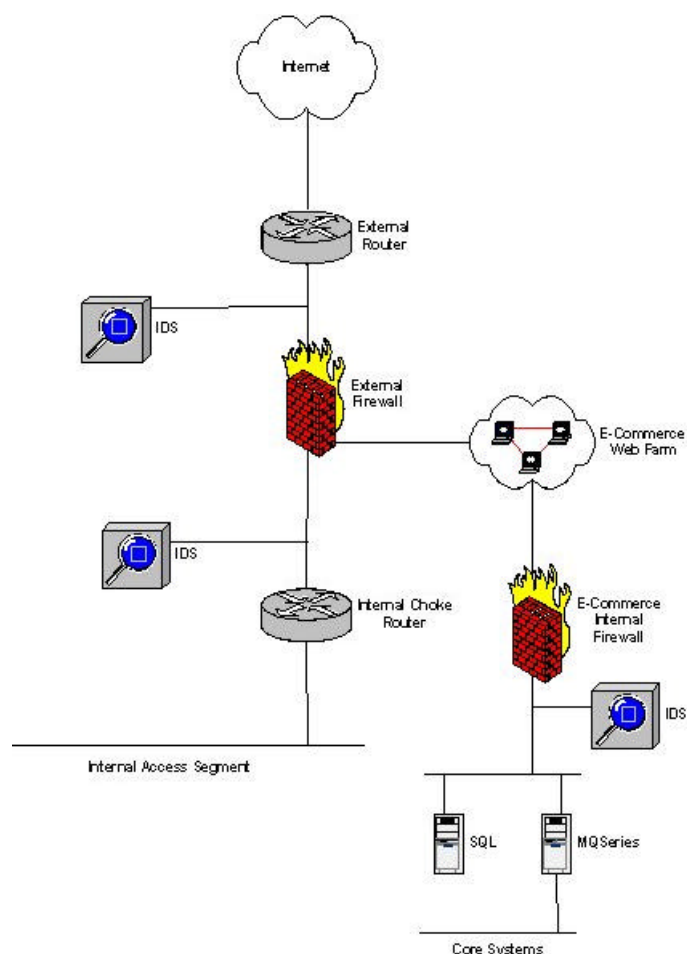 Internet
External
Router
IDS
External
Firewall
E-Commerce
Web Farm
IDS
Internal Choke
Router
E-Commerce
Internal
Firewall
IDS
Internal Access Segment
SQL
MQSeries
Core Systems